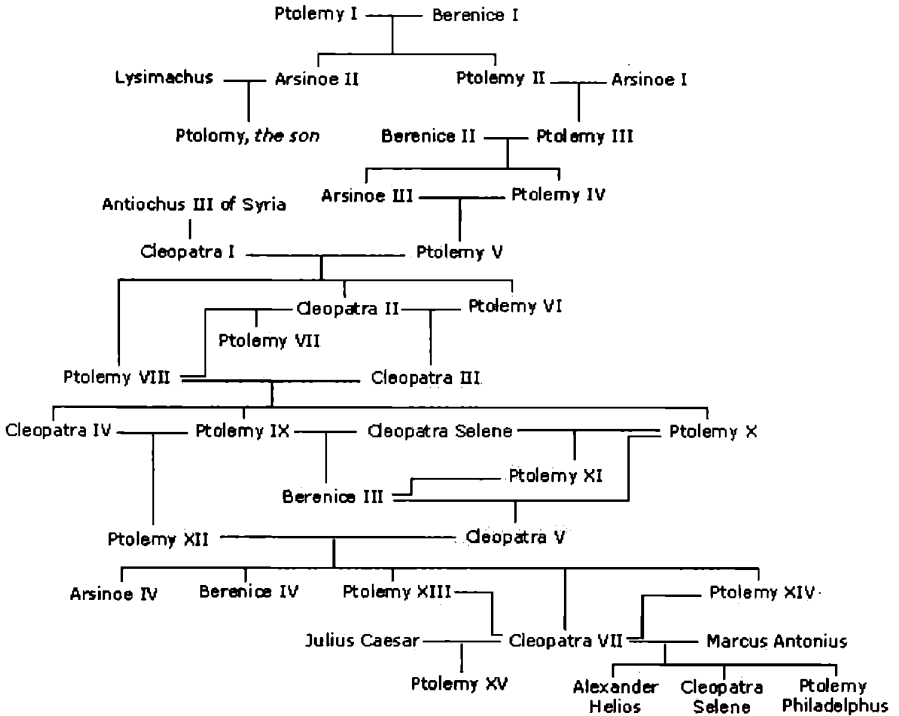 Ptolemy I Berenice I
Lysimachus Arsinoe II Ptolemy II Arsinoe I
Ptolomy, the son Berenice II Ptolemy III
Arsinoe III Ptolemy IV
Antiochus III of Syria
Cleopatra I Ptolemy V
Cleopatra II Ptolemy VI
Ptolemy VII
Ptolemy VIII Cleopatra III
Cleopatra IV Ptolemy IX Cleopatra Selene Ptolemy X
Ptolemy XI
Berenice III
Ptolemy XII Cleopatra V
Arsinoe IV Berenice IV Ptolemy XIII Ptolemy XIV
Julius Caesar Cleopatra VII Marcus Antonius
Ptolemy XV
Alexander Cleopatra Ptolemy
Helios Selene Philadelphus